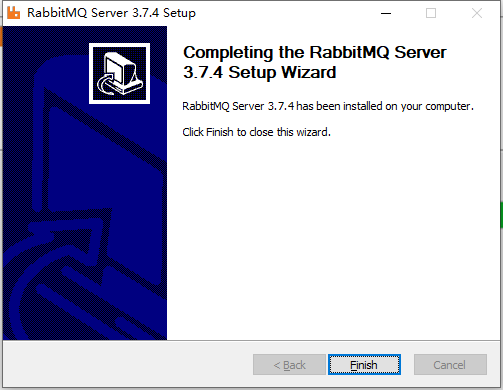 RabbitMQ Server 3.7.4 Setup
Completing the RabbitMQ Server
3.7.4 Setup Wizard
RabbitMQ Server 3.7.4 has been installed on your computer.
Click Finish to close this wizard.
< Back
Finish
Cancel